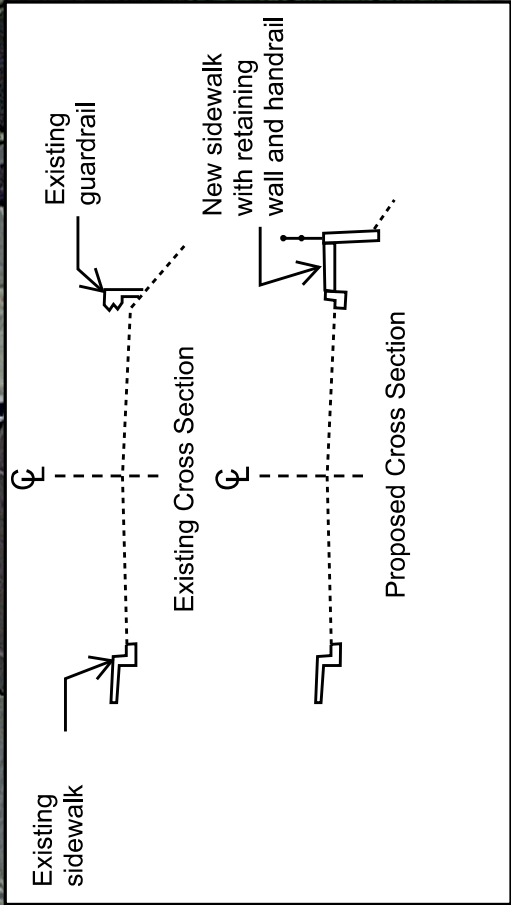 Existing
sidewalk
℄
Existing
guardrail
Existing Cross Section
℄
New sidewalk
with retaining
wall and handrail
Proposed Cross Section